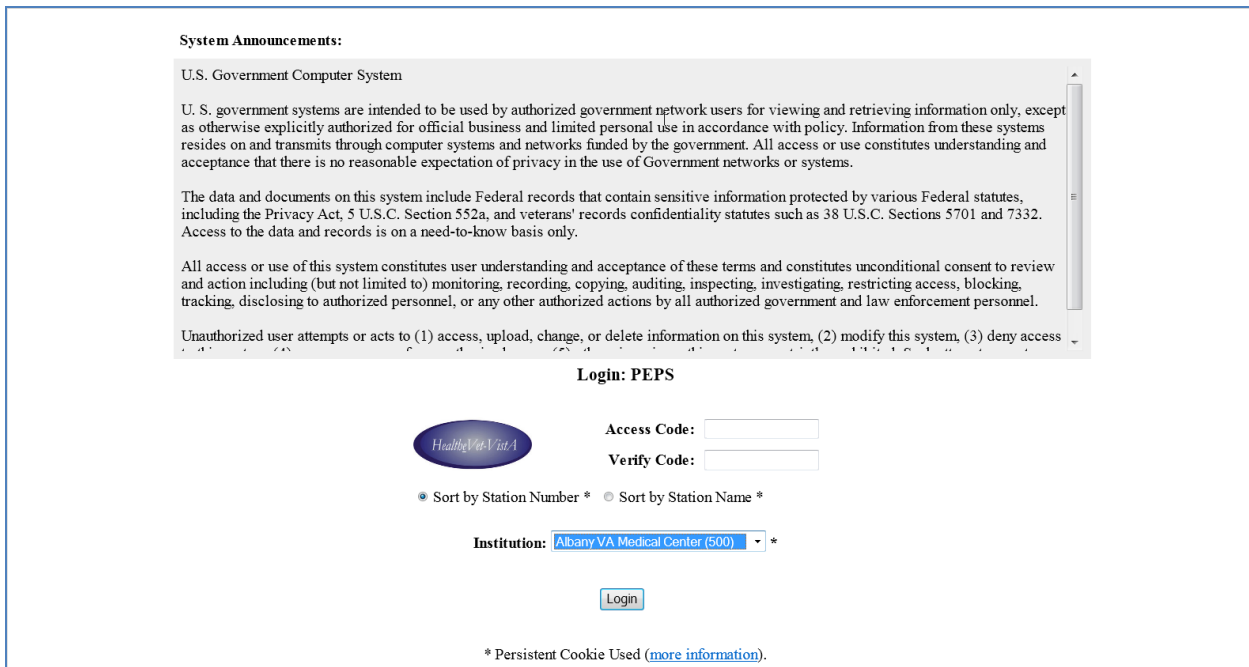 System Announcements:
U.S. Government Computer System
U. S. government systems are intended to be used by authorized government network users for viewing and retrieving information only, except
as otherwise explicitly authorized for official business and limited personal use in accordance with policy. Information from these systems
resides on and transmits through computer systems and networks funded by the government. All access or use constitutes understanding and
acceptance that there is no reasonable expectation of privacy in the use of Government networks or systems.
The data and documents on this system include Federal records that contain sensitive information protected by various Federal statutes,
including the Privacy Act, 5 U.S.C. Section 552a, and veterans' records confidentiality statutes such as 38 U.S.C. Sections 5701 and 7332.
Access to the data and records is on a need-to-know basis only.
All access or use of this system constitutes user understanding and acceptance of these terms and constitutes unconditional consent to review
and action including (but not limited to) monitoring, recording, copying, auditing, inspecting, investigating, restricting access, blocking,
tracking, disclosing to authorized personnel, or any other authorized actions by all authorized government and law enforcement personnel.
Unauthorized user attempts or acts to (1) access, upload, change, or delete information on this system, (2) modify this system, (3) deny access
Login: PEPS
HealtheVet-VistA
Access Code:
Verify Code:
Sort by Station Number * Sort by Station Name *
Institution: Albany VA Medical Center (500) *
Login
* Persistent Cookie Used (more information).